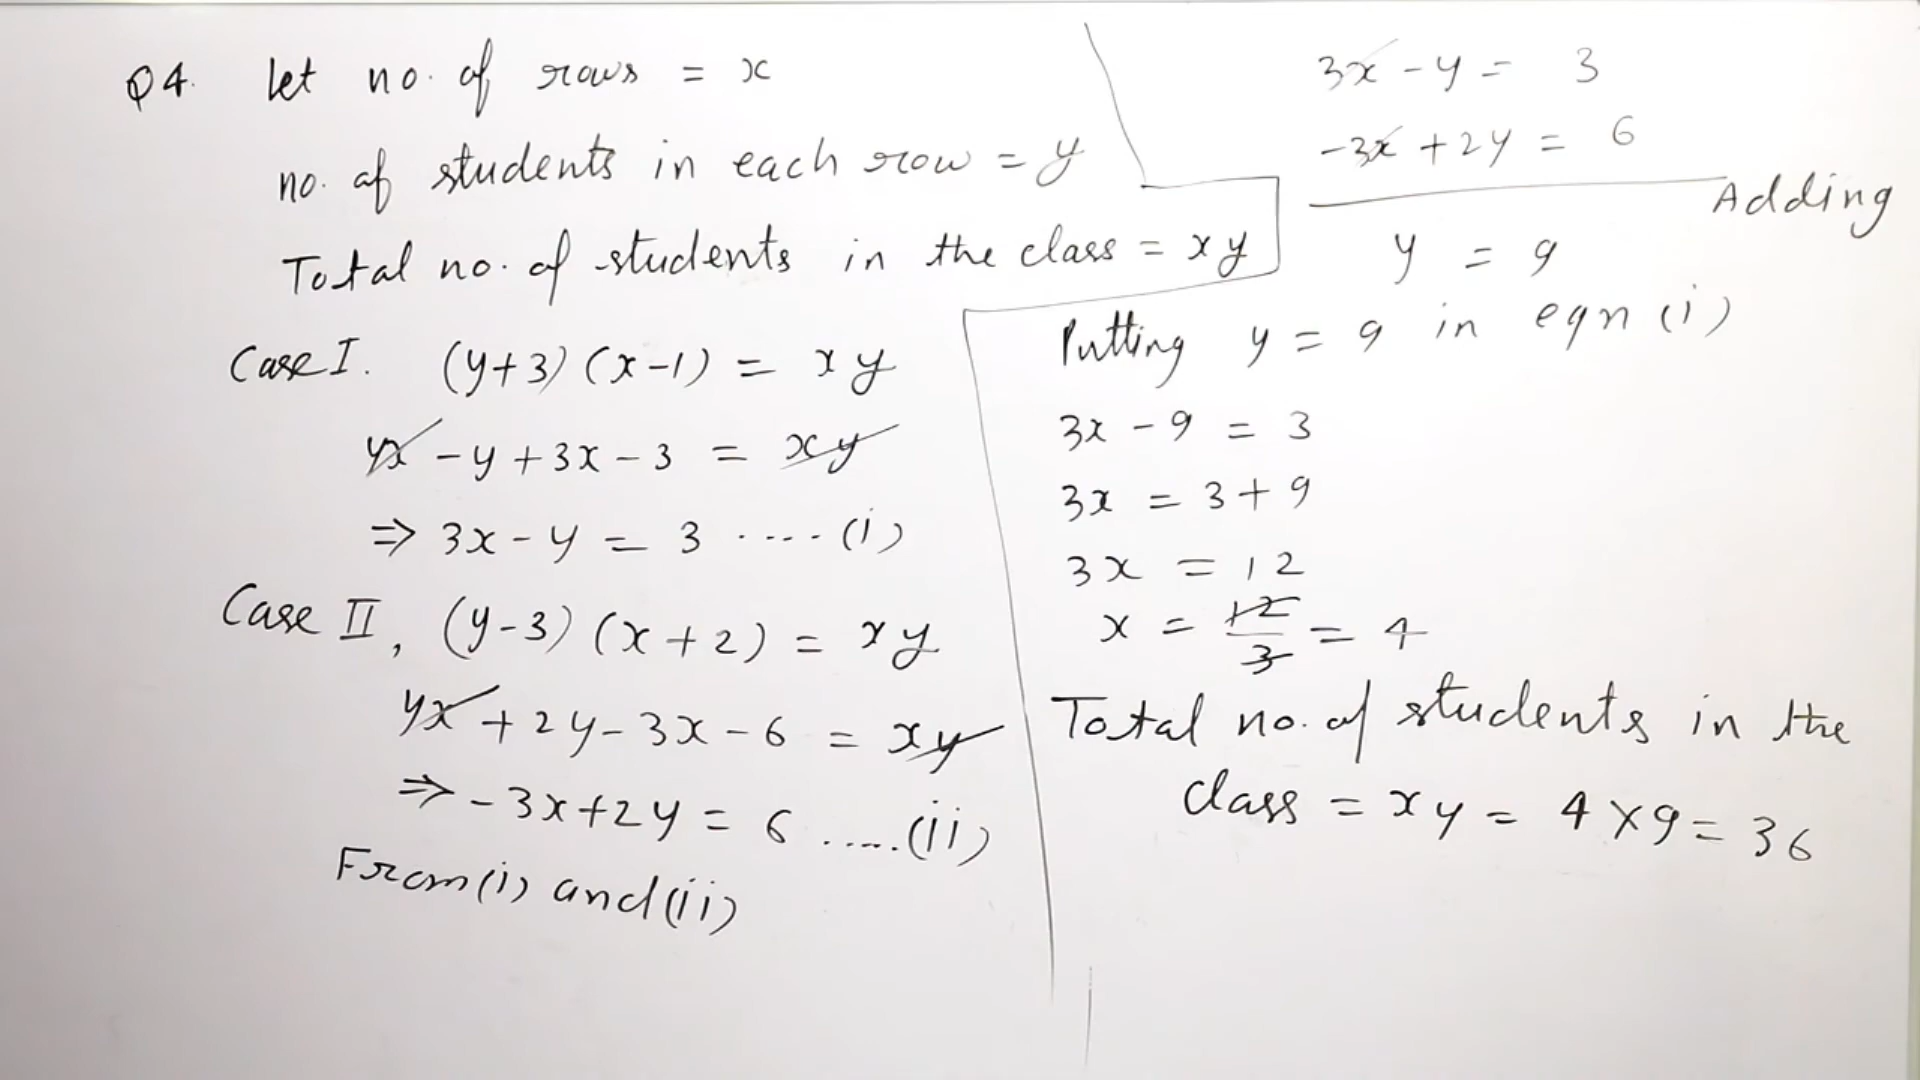 Q4. let no. of rows = x
no. of students in each row = y
Total no. of students in the class = xy
Case I. (y+3) (x-1) = xy
yx - y + 3x - 3 = xy
⇒ 3x - y = 3 ..... (i)
Case II, (y-3) (x+2) = xy
yx + 2y - 3x - 6 = xy
⇒ -3x + 2y = 6 ..... (ii)
From (i) and (ii)
3x - y = 3
-3x + 2y = 6
Adding
y = 9
Putting y = 9 in eqn (i)
3x - 9 = 3
3x = 3 + 9
3x = 12
x = 12/3 = 4
Total no. of students in the
class = xy = 4 × 9 = 36